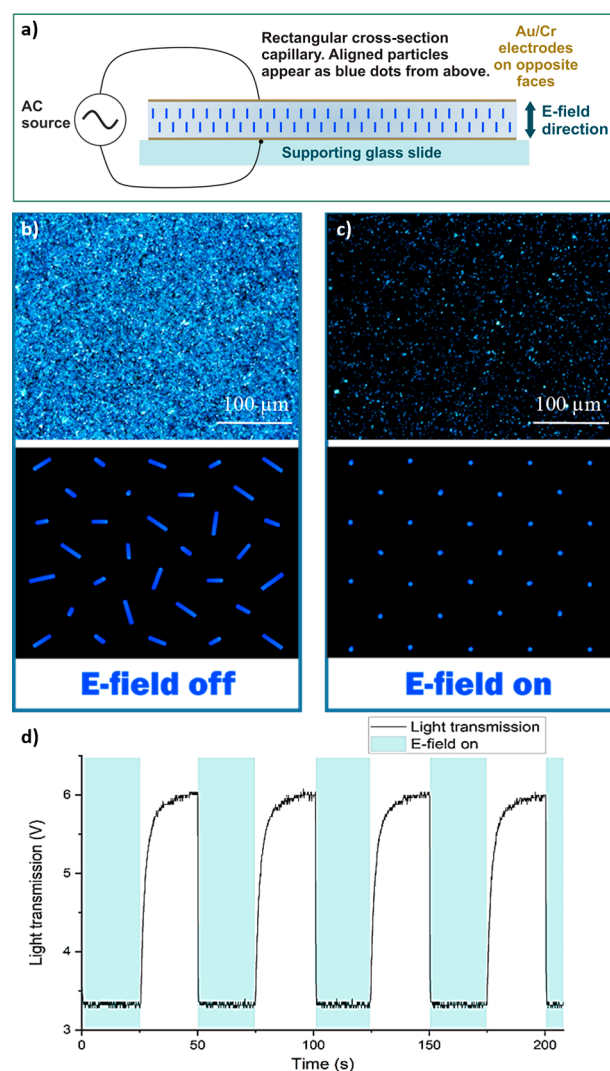 a)
Rectangular cross-section
capillary. Aligned particles
appear as blue dots from above.
Au/Cr
electrodes
on opposite
faces
AC
source
E-field
direction
Supporting glass slide
b)
100 µm
E-field off
c)
100 µm
E-field on
d)
Light transmission
E-field on
Light transmission (V)
6
5
4
3
0
50
100
150
200
Time (s)